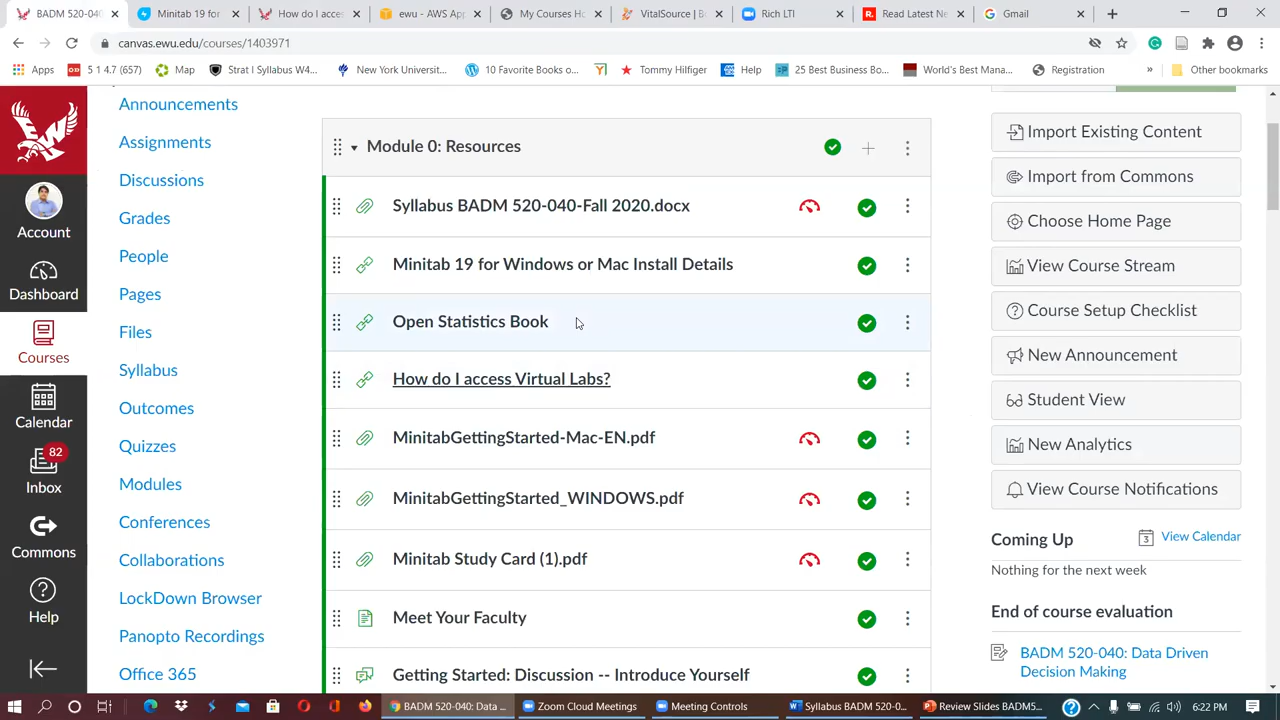 BADM 520-040
Minitab 19 for
How do I acces
ewu - AWS App
My Courses Ho
VitalSource | B
Rich LTI
Read Latest Ne
Gmail
canvas.ewu.edu/courses/1403971
Apps
5 1 4.7 (657)
Map
Strat I Syllabus W4...
New York Universit...
10 Favorite Books o...
Tommy Hilfiger
Help
25 Best Business Bo...
World's Best Mana...
Registration
»
Other bookmarks
Account
Dashboard
Courses
Calendar
82
Inbox
Commons
Help
Announcements
Assignments
Discussions
Grades
People
Pages
Files
Syllabus
Outcomes
Quizzes
Modules
Conferences
Collaborations
LockDown Browser
Panopto Recordings
Office 365
Module 0: Resources
Syllabus BADM 520-040-Fall 2020.docx
Minitab 19 for Windows or Mac Install Details
Open Statistics Book
How do I access Virtual Labs?
MinitabGettingStarted-Mac-EN.pdf
MinitabGettingStarted_WINDOWS.pdf
Minitab Study Card (1).pdf
Meet Your Faculty
Getting Started: Discussion -- Introduce Yourself
Import Existing Content
Import from Commons
Choose Home Page
View Course Stream
Course Setup Checklist
New Announcement
Student View
New Analytics
View Course Notifications
Coming Up
3 View Calendar
Nothing for the next week
End of course evaluation
BADM 520-040: Data Driven
Decision Making
BADM 520-040: Data ...
Zoom Cloud Meetings
Meeting Controls
Syllabus BADM 520-0...
Review Slides BADM5...
6:22 PM